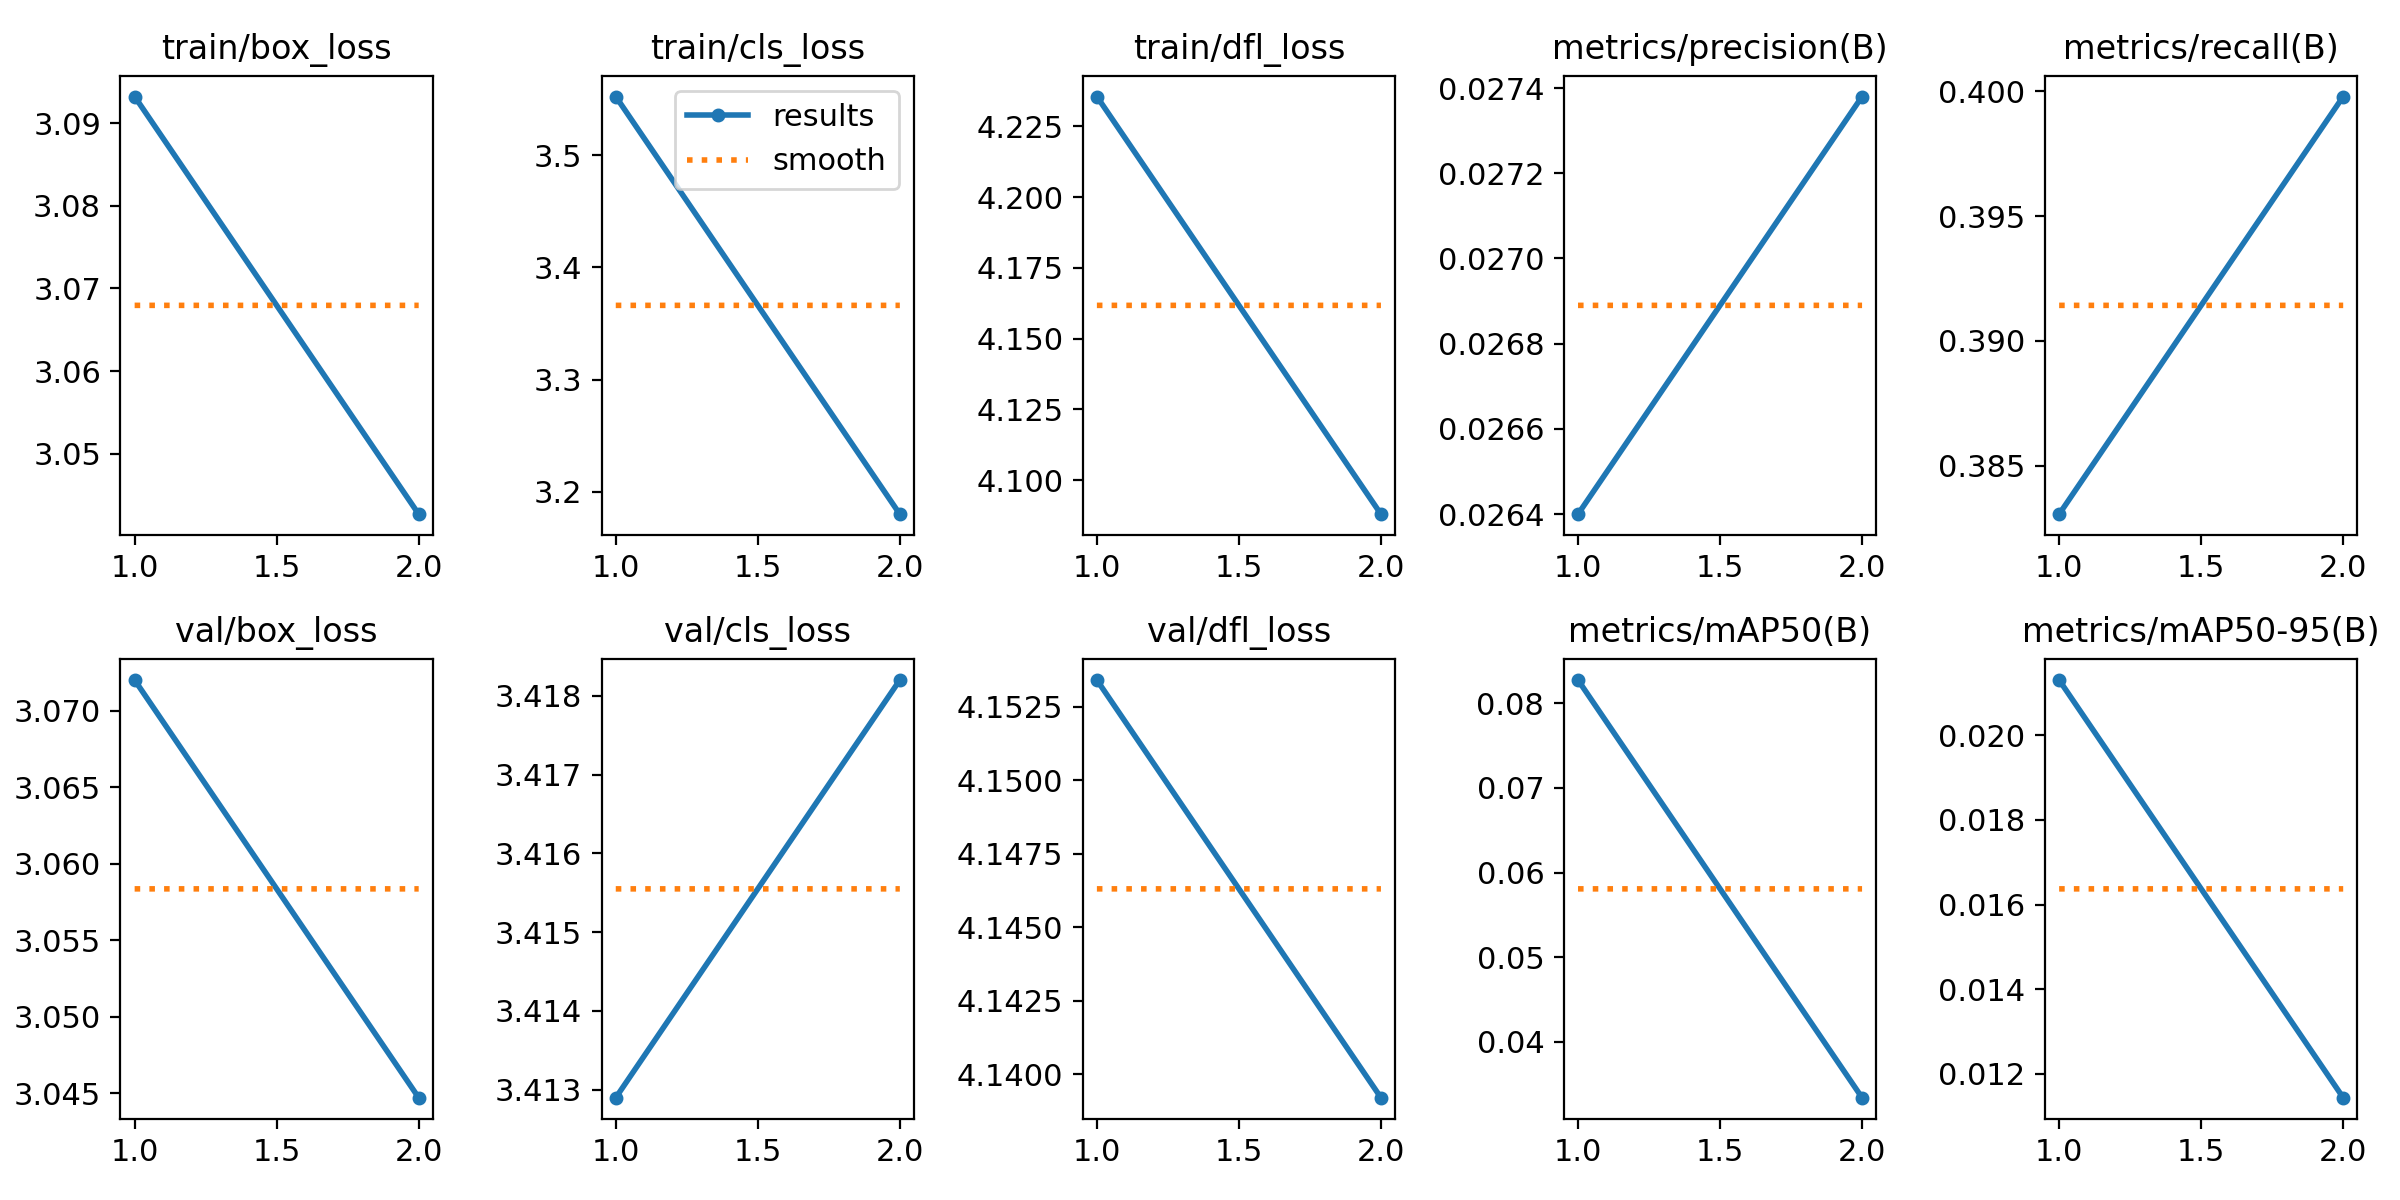 train/box_loss
3.09
3.08
3.07
3.06
3.05
1.0 1.5 2.0
train/cls_loss
results
smooth
3.5
3.4
3.3
3.2
1.0 1.5 2.0
train/dfl_loss
4.225
4.200
4.175
4.150
4.125
4.100
1.0 1.5 2.0
metrics/precision(B)
0.0274
0.0272
0.0270
0.0268
0.0266
0.0264
1.0 1.5 2.0
metrics/recall(B)
0.400
0.395
0.390
0.385
1.0 1.5 2.0
val/box_loss
3.070
3.065
3.060
3.055
3.050
3.045
1.0 1.5 2.0
val/cls_loss
3.418
3.417
3.416
3.415
3.414
3.413
1.0 1.5 2.0
val/dfl_loss
4.1525
4.1500
4.1475
4.1450
4.1425
4.1400
1.0 1.5 2.0
metrics/mAP50(B)
0.08
0.07
0.06
0.05
0.04
1.0 1.5 2.0
metrics/mAP50-95(B)
0.020
0.018
0.016
0.014
0.012
1.0 1.5 2.0